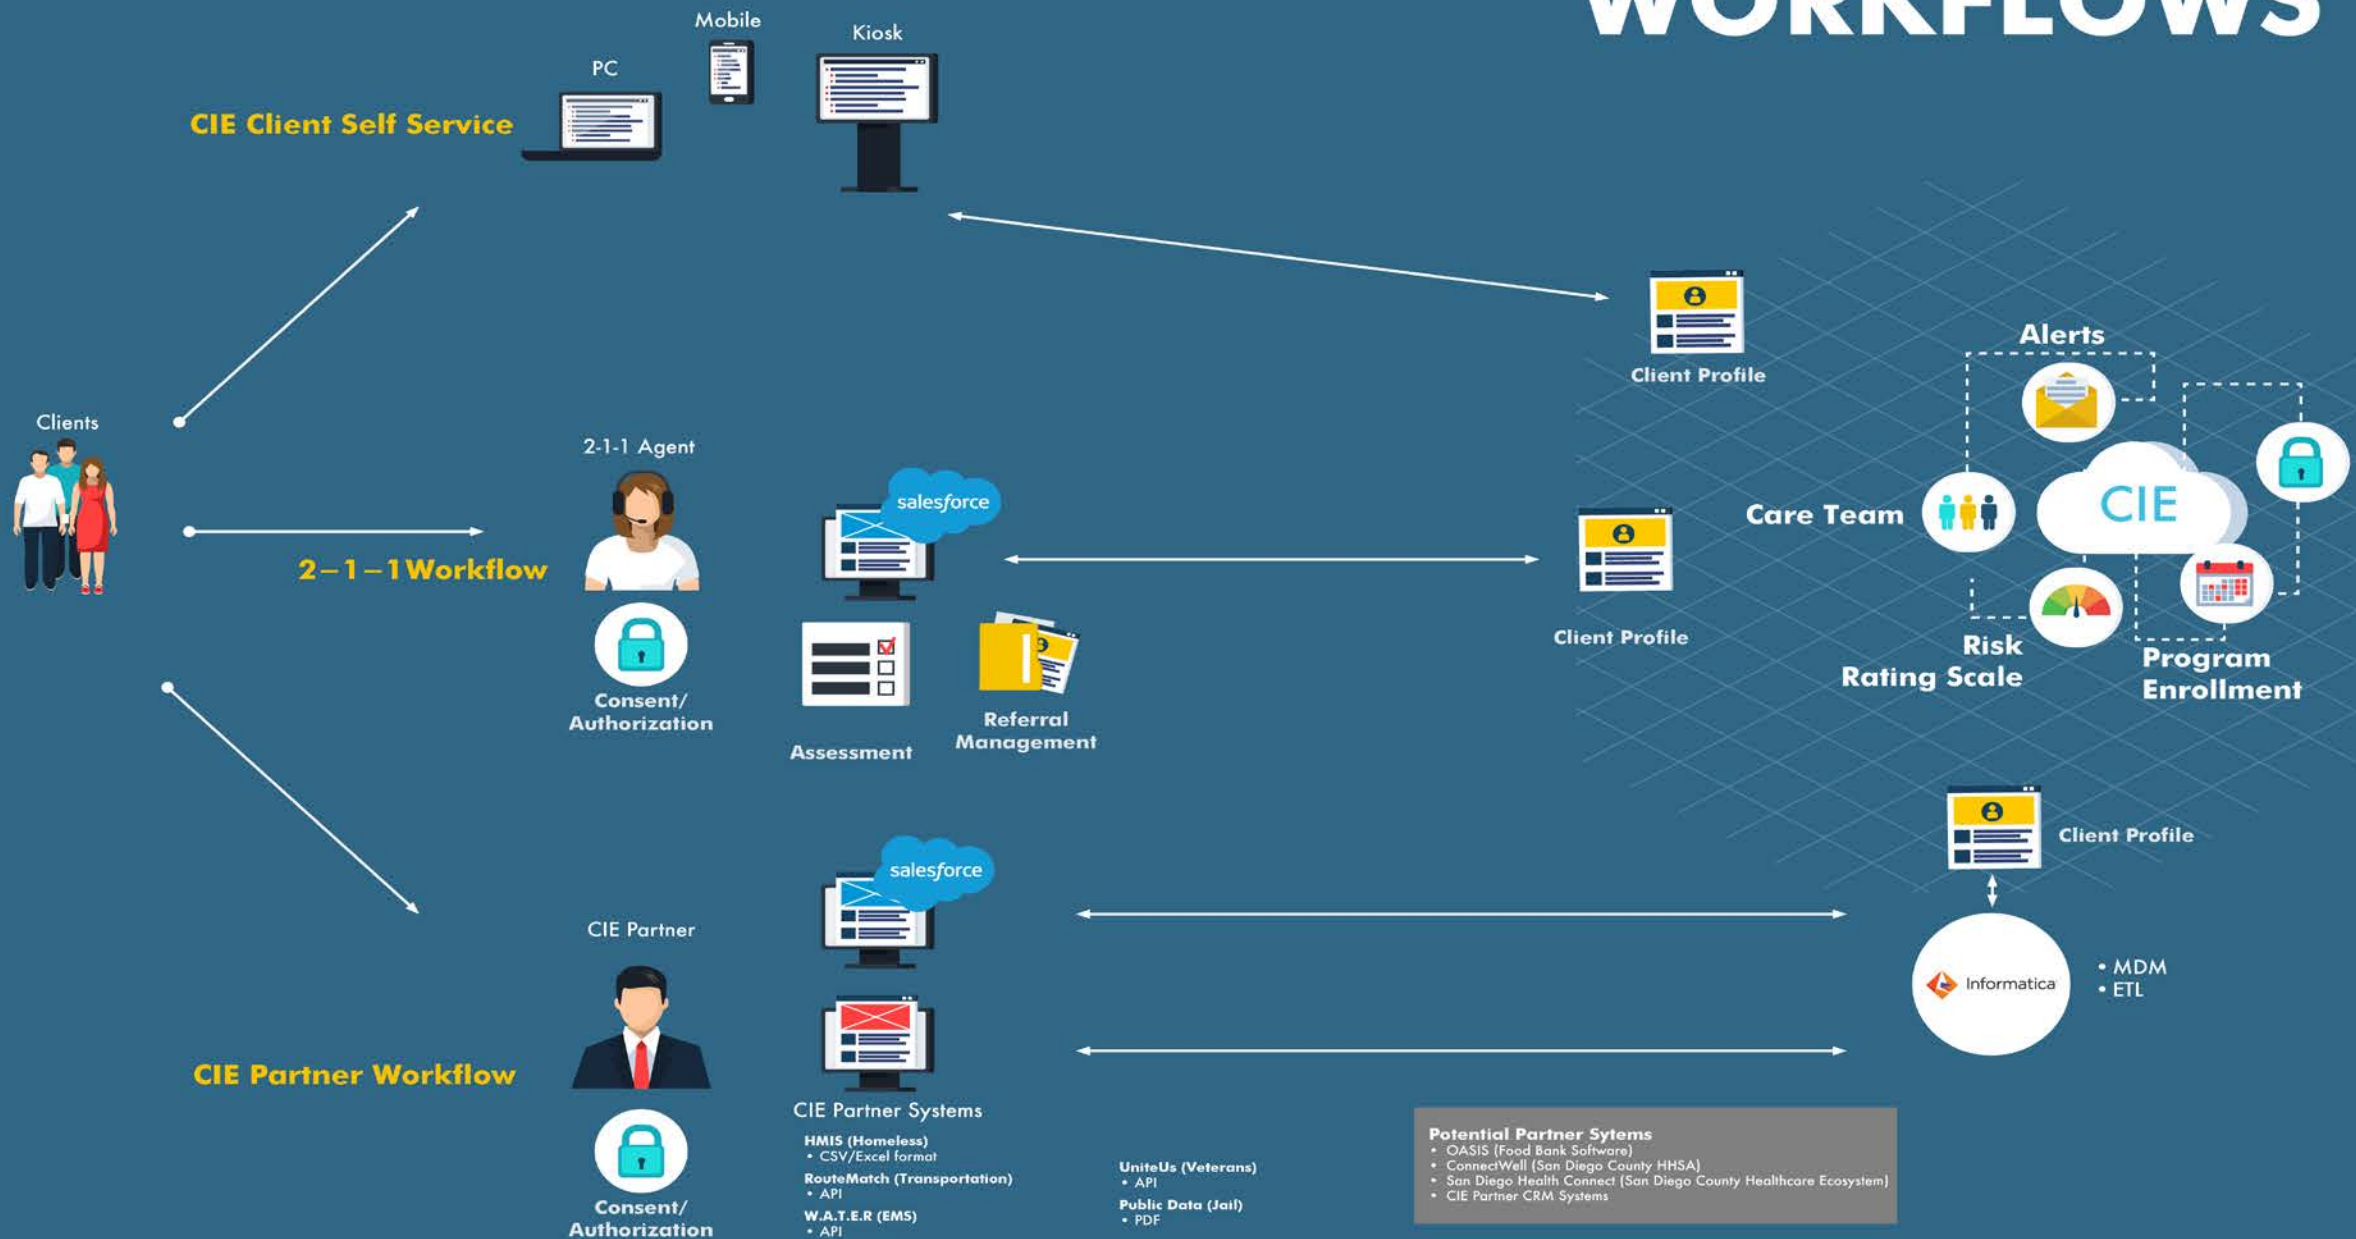 WORKFLOWS
Mobile
Kiosk
PC
CIE Client Self Service
Client Profile
Alerts
Clients
2-1-1 Agent
salesforce
2-1-1 Workflow
Care Team
CIE
Client Profile
Consent/
Authorization
Assessment
Referral
Management
Risk
Rating Scale
Program
Enrollment
Client Profile
salesforce
CIE Partner
Informatica
• MDM
• ETL
CIE Partner Workflow
CIE Partner Systems
HMIS (Homeless)
• CSV/Excel format
RouteMatch (Transportation)
• API
W.A.T.E.R (EMS)
• API
UniteUs (Veterans)
• API
Public Data (Jail)
• PDF
Consent/
Authorization
Potential Partner Sytems
• OASIS (Food Bank Software)
• ConnectWell (San Diego County HHSA)
• San Diego Health Connect (San Diego County Healthcare Ecosystem)
• CIE Partner CRM Systems